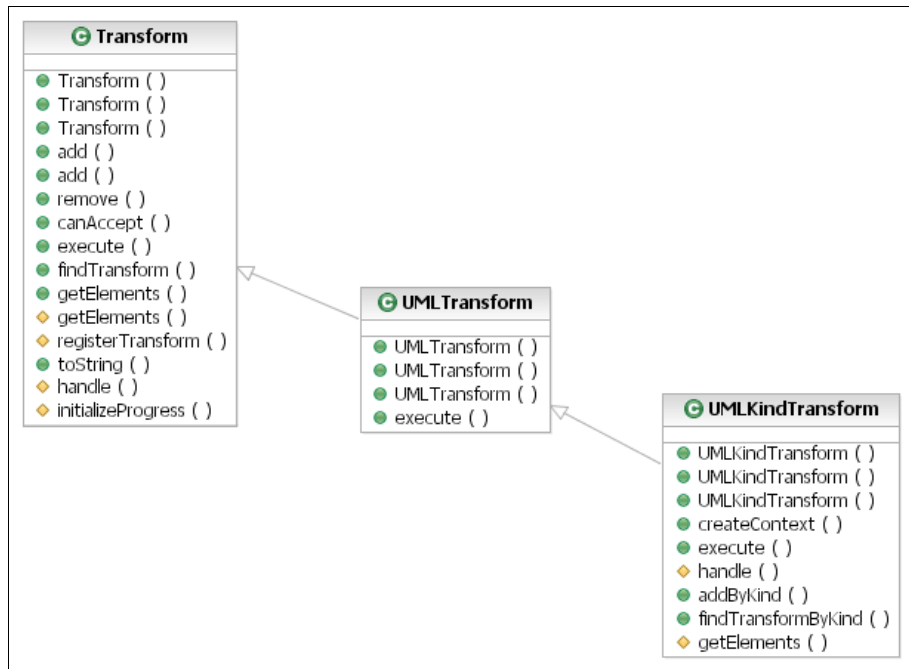 Transform
Transform ( )
Transform ( )
Transform ( )
add ( )
add ( )
remove ( )
canAccept ( )
execute ( )
findTransform ( )
getElements ( )
getElements ( )
registerTransform ( )
toString ( )
handle ( )
initializeProgress ( )
UMLTransform
UMLTransform ( )
UMLTransform ( )
UMLTransform ( )
execute ( )
UMLKindTransform
UMLKindTransform ( )
UMLKindTransform ( )
UMLKindTransform ( )
createContext ( )
execute ( )
handle ( )
addByKind ( )
findTransformByKind ( )
getElements ( )